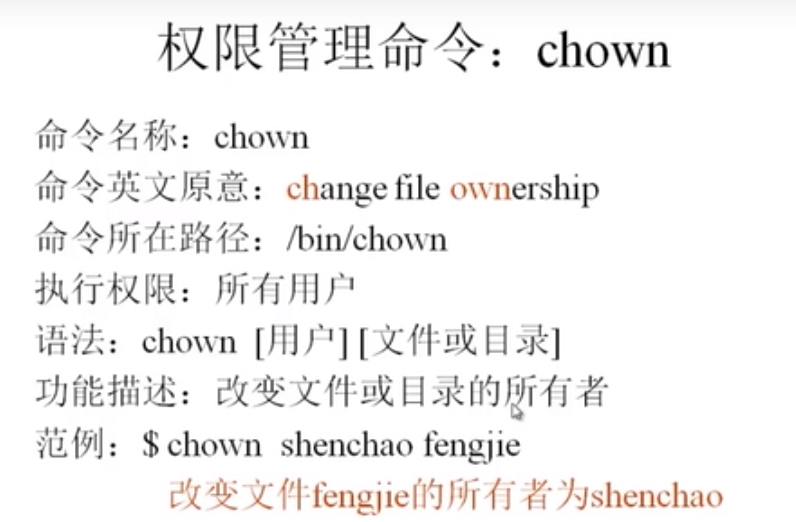 权限管理命令：chown
命令名称：chown
命令英文原意：change file ownership
命令所在路径：/bin/chown
执行权限：所有用户
语法：chown [用户] [文件或目录]
功能描述：改变文件或目录的所有者
范例：$ chown shenchao fengjie
改变文件fengjie的所有者为shenchao